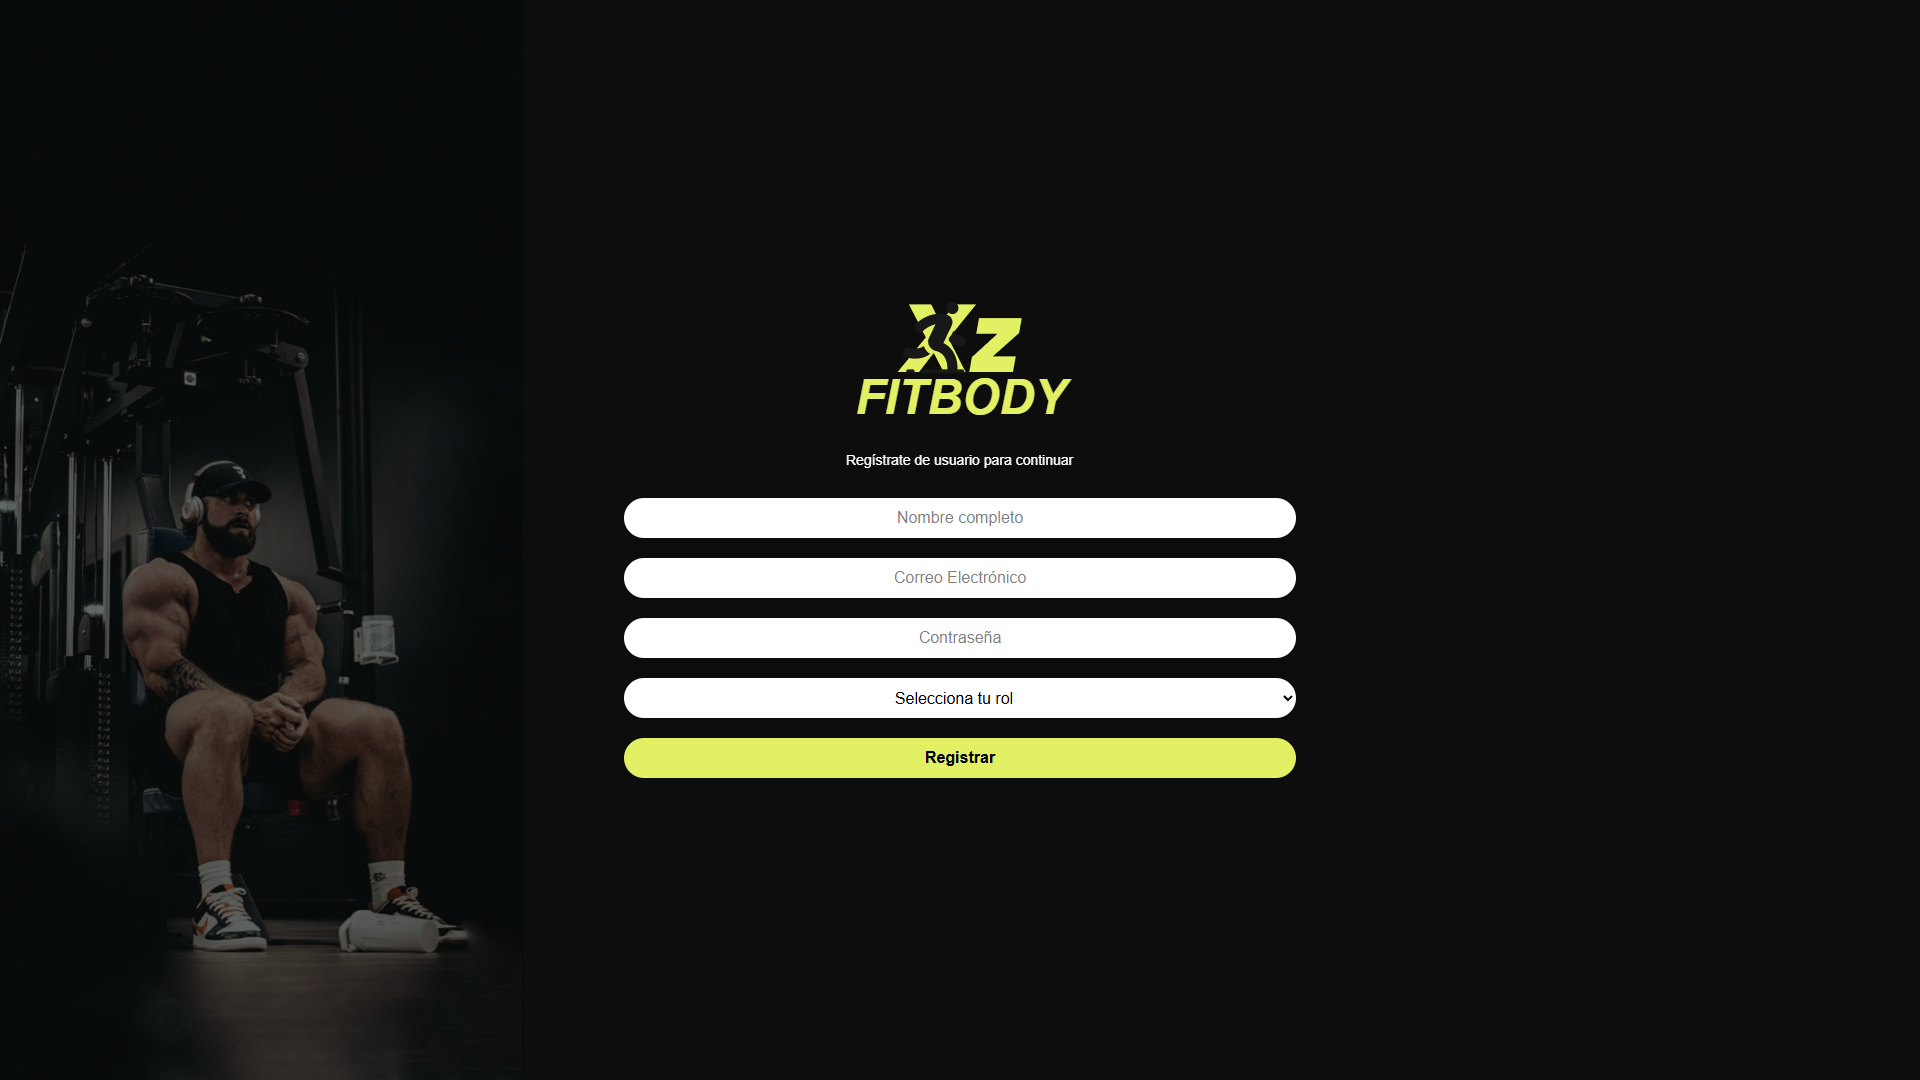 Xz
FITBODY
Regístrate de usuario para continuar
Nombre completo
Correo Electrónico
Contraseña
Selecciona tu rol
Registrar